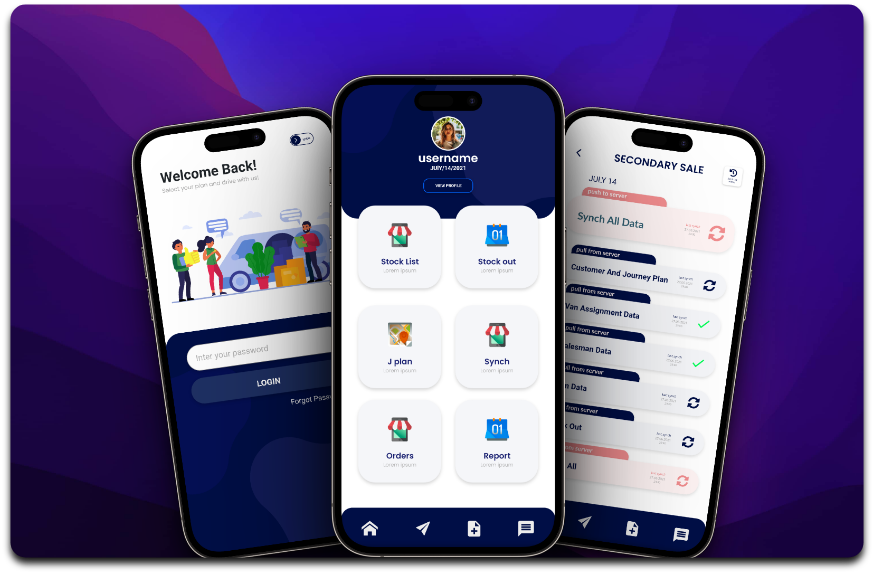 Welcome Back!
Select your plan and drive with us!
Enter your password
LOGIN
Forgot Pass
username
JULY/14/2021
VIEW PROFILE
Stock List
Lorem Ipsum
Stock out
Lorem Ipsum
J plan
Lorem Ipsum
Synch
Lorem Ipsum
Orders
Lorem Ipsum
Report
Lorem Ipsum
SECONDARY SALE
JULY 14
push to server
Synch All Data
pull from server
Customer And Journey Plan
pull from server
Van Assignment Data
pull from server
alesman Data
ull from server
n Data
from server
k Out
m server
All